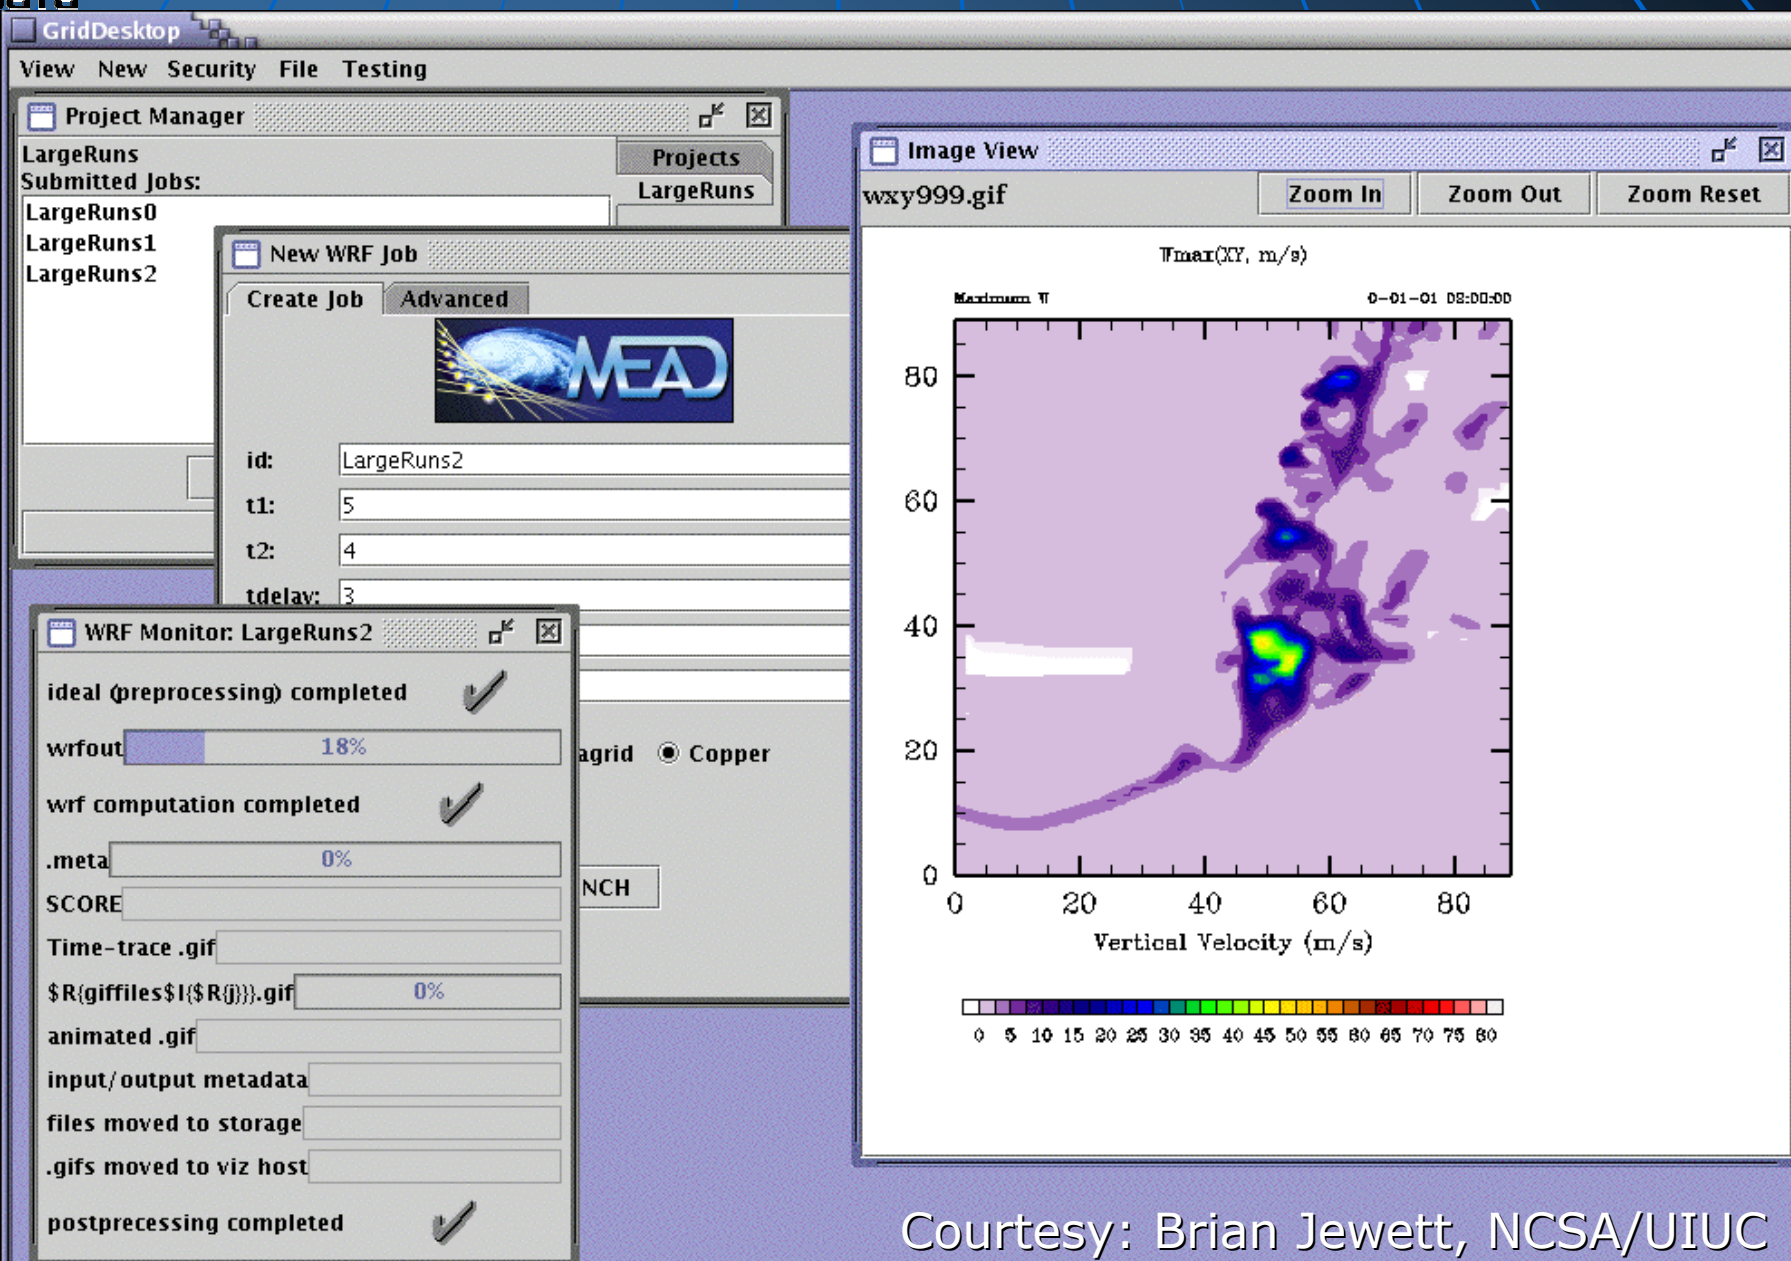 GridDesktop
View New Security File Testing
Project Manager
LargeRuns
Submitted Jobs:
LargeRuns0
LargeRuns1
LargeRuns2
Projects
LargeRuns
New WRF Job
Create Job Advanced
MEAD
id: LargeRuns2
t1: 5
t2: 4
tdelay: 3
agrid Copper
NCH
WRF Monitor: LargeRuns2
ideal (preprocessing) completed
wrfout 18%
wrf computation completed
.meta 0%
SCORE
Time-trace .gif
$R{giffiles$I{$R{j}}}.gif 0%
animated .gif
input/output metadata
files moved to storage
.gifs moved to viz host
postprecessing completed
Image View
wxy999.gif Zoom In Zoom Out Zoom Reset
Wmax(XY, m/s)
Maximum W 0-01-01 02:00:00
80
60
40
20
0
0 20 40 60 80
Vertical Velocity (m/s)
0 5 10 15 20 25 30 35 40 45 50 55 60 65 70 75 80
Courtesy: Brian Jewett, NCSA/UIUC